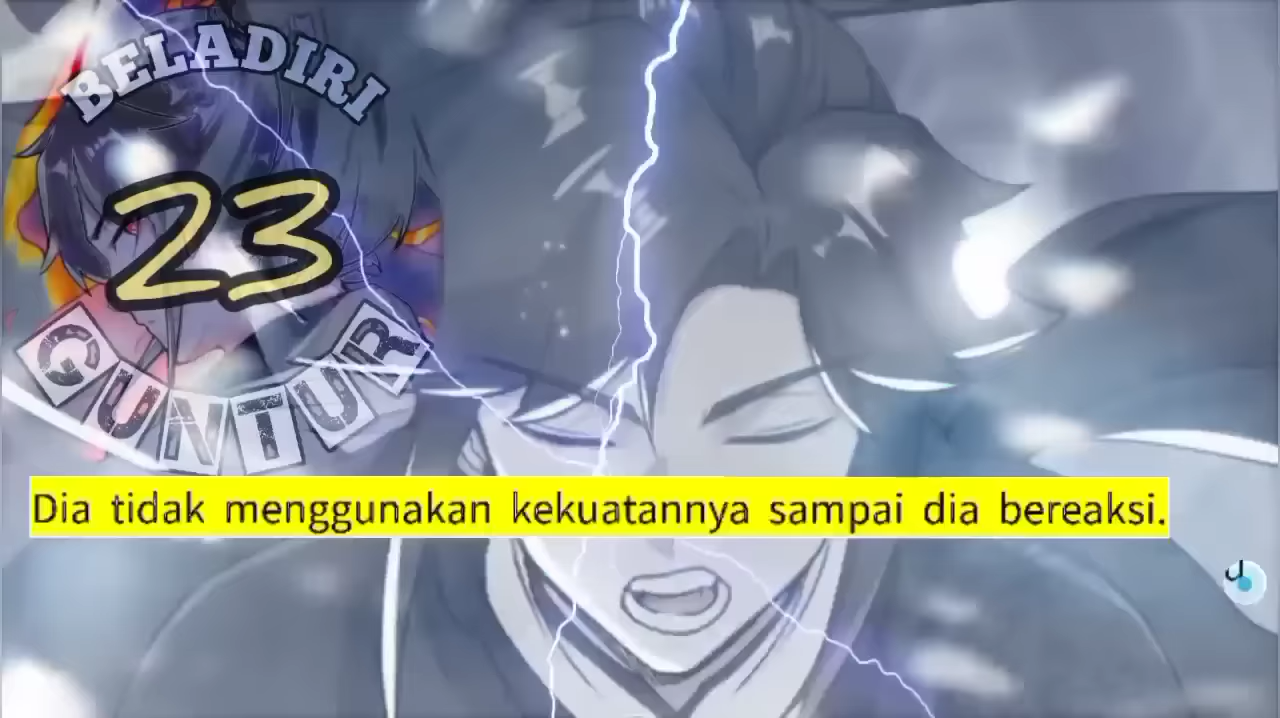 BELADIRI
23
GUNTUR
Dia tidak menggunakan kekuatannya sampai dia bereaksi.